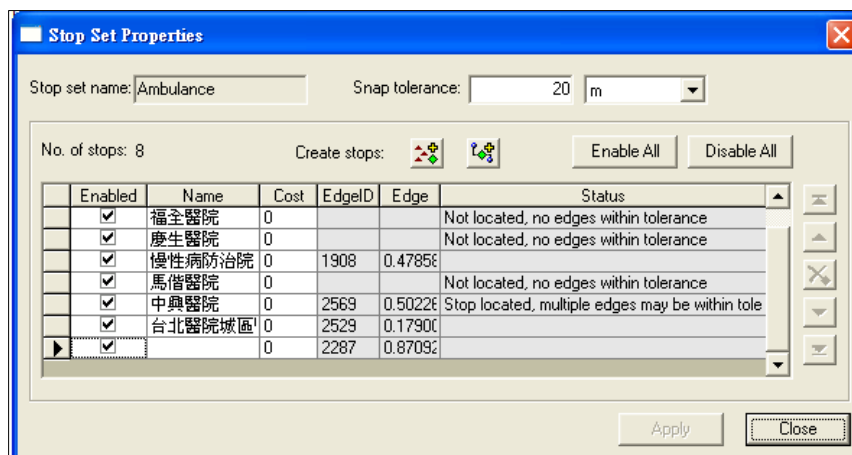 Stop Set Properties
Stop set name: Ambulance Snap tolerance: 20 m
No. of stops: 8 Create stops: Enable All Disable All
Enabled Name Cost EdgeID Edge Status
福全醫院 0 Not located, no edges within tolerance
慶生醫院 0 Not located, no edges within tolerance
慢性病防治院 0 1908 0.47858
馬偕醫院 0 Not located, no edges within tolerance
中興醫院 0 2569 0.50226 Stop located, multiple edges may be within tole
台北醫院城區 0 2529 0.17900
0 2287 0.87092
Apply Close